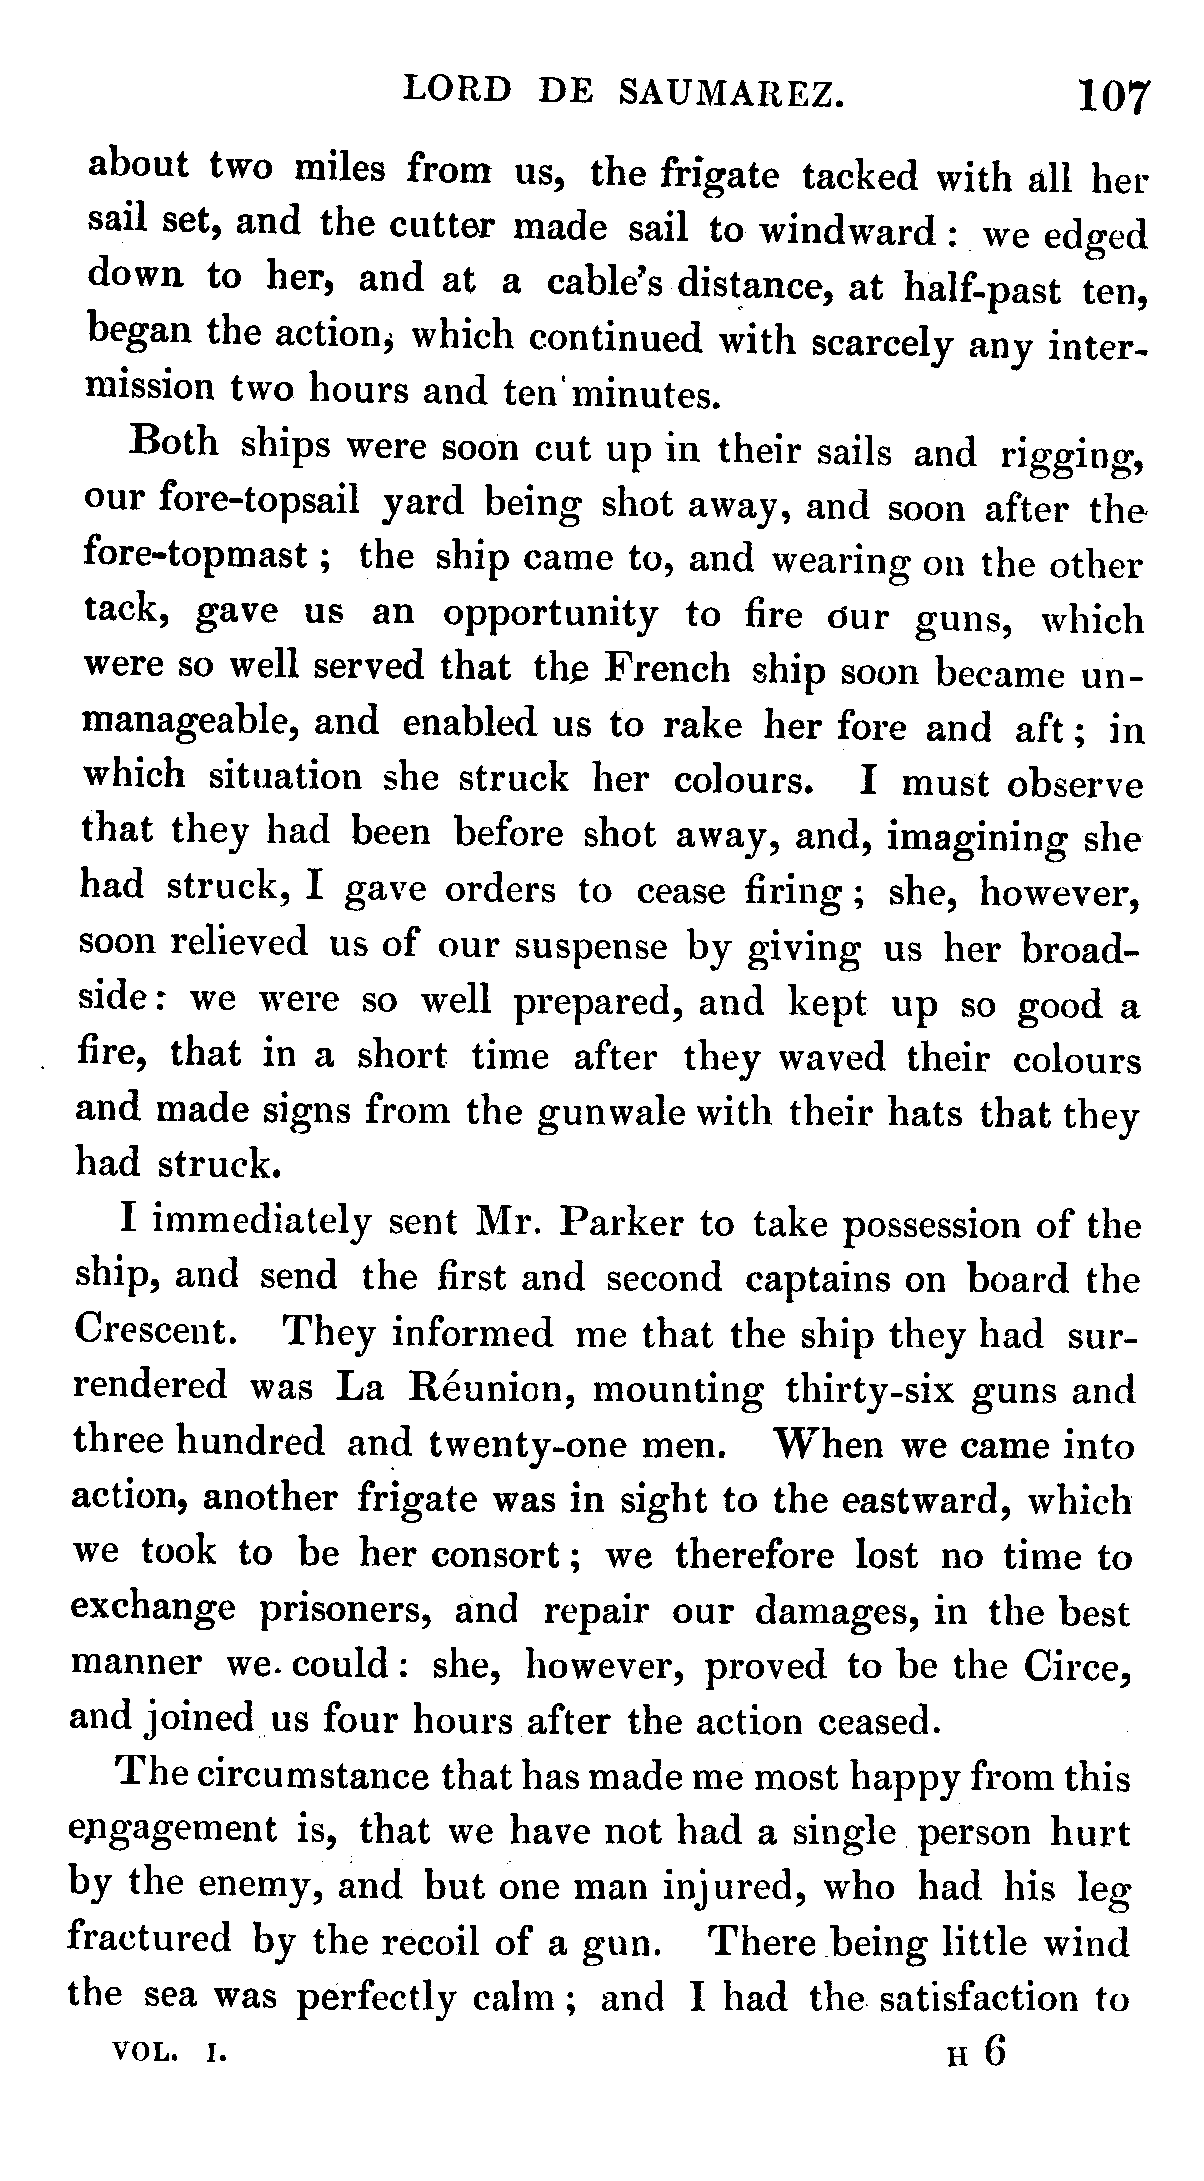 LORD DE SAUMAREZ. 107
about two miles from us, the frigate tacked with all her
sail set, and the cutter made sail to windward : we edged
down to her, and at a cable's distance, at half-past ten,
began the action, which continued with scarcely any inter-
mission two hours and ten minutes.
Both ships were soon cut up in their sails and rigging,
our fore-topsail yard being shot away, and soon after the
fore-topmast ; the ship came to, and wearing on the other
tack, gave us an opportunity to fire our guns, which
were so well served that the French ship soon became un-
manageable, and enabled us to rake her fore and aft ; in
which situation she struck her colours. I must observe
that they had been before shot away, and, imagining she
had struck, I gave orders to cease firing ; she, however,
soon relieved us of our suspense by giving us her broad-
side : we were so well prepared, and kept up so good a
fire, that in a short time after they waved their colours
and made signs from the gunwale with their hats that they
had struck.
I immediately sent Mr. Parker to take possession of the
ship, and send the first and second captains on board the
Crescent. They informed me that the ship they had sur-
rendered was La Réunion, mounting thirty-six guns and
three hundred and twenty-one men. When we came into
action, another frigate was in sight to the eastward, which
we took to be her consort ; we therefore lost no time to
exchange prisoners, and repair our damages, in the best
manner we could : she, however, proved to be the Circe,
and joined us four hours after the action ceased.
The circumstance that has made me most happy from this
engagement is, that we have not had a single person hurt
by the enemy, and but one man injured, who had his leg
fractured by the recoil of a gun. There being little wind
the sea was perfectly calm ; and I had the satisfaction to
VOL. I. H 6